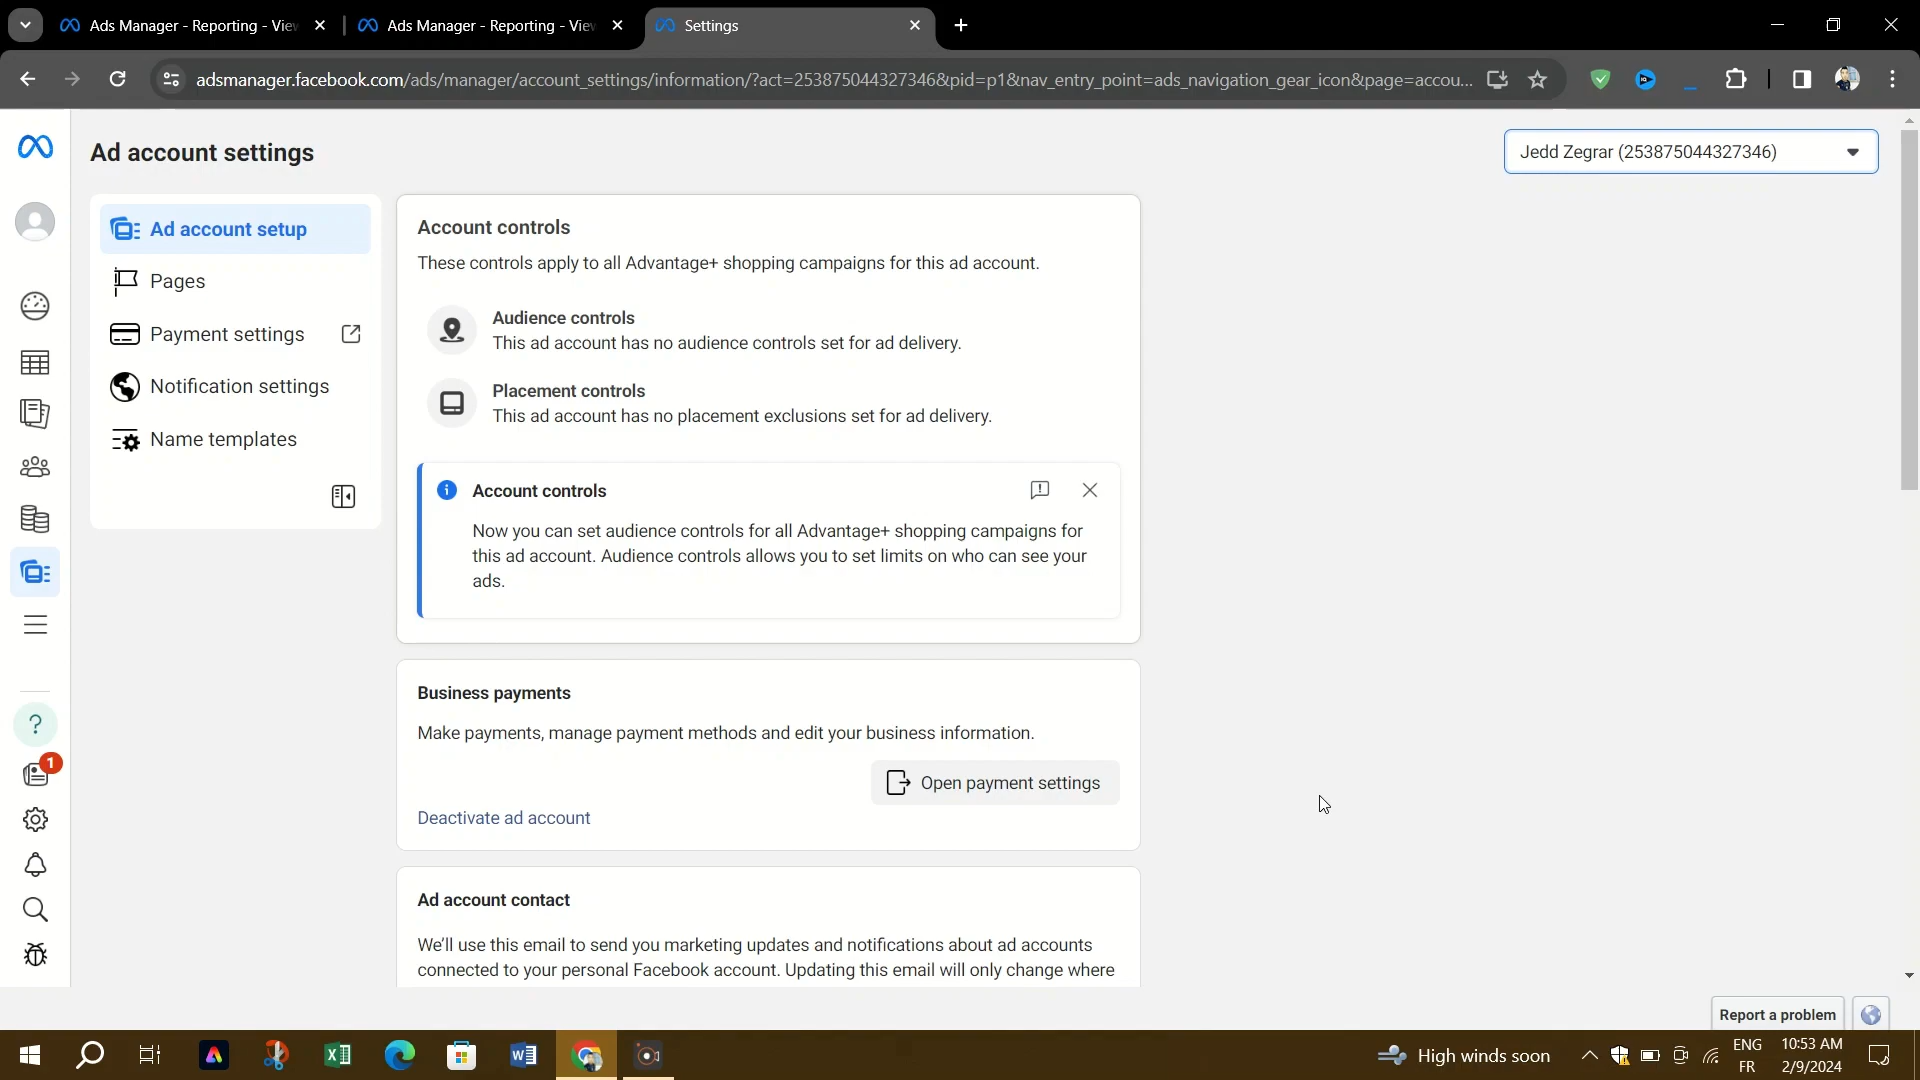 Ads Manager - Reporting - Vie
Ads Manager - Reporting - Vie
Settings
adsmanager.facebook.com/ads/manager/account_settings/information/?act=253875044327346&pid=p1&nav_entry_point=ads_navigation_gear_icon&page=accou...
Ad account settings
Jedd Zegrar (253875044327346)
Ad account setup
Pages
Payment settings
Notification settings
Name templates
Account controls
These controls apply to all Advantage+ shopping campaigns for this ad account.
Audience controls
This ad account has no audience controls set for ad delivery.
Placement controls
This ad account has no placement exclusions set for ad delivery.
Account controls
Now you can set audience controls for all Advantage+ shopping campaigns for
this ad account. Audience controls allows you to set limits on who can see your
ads.
Business payments
Make payments, manage payment methods and edit your business information.
Open payment settings
Deactivate ad account
Ad account contact
We'll use this email to send you marketing updates and notifications about ad accounts
connected to your personal Facebook account. Updating this email will only change where
?
1
Report a problem
High winds soon
ENG
FR
10:53 AM
2/9/2024